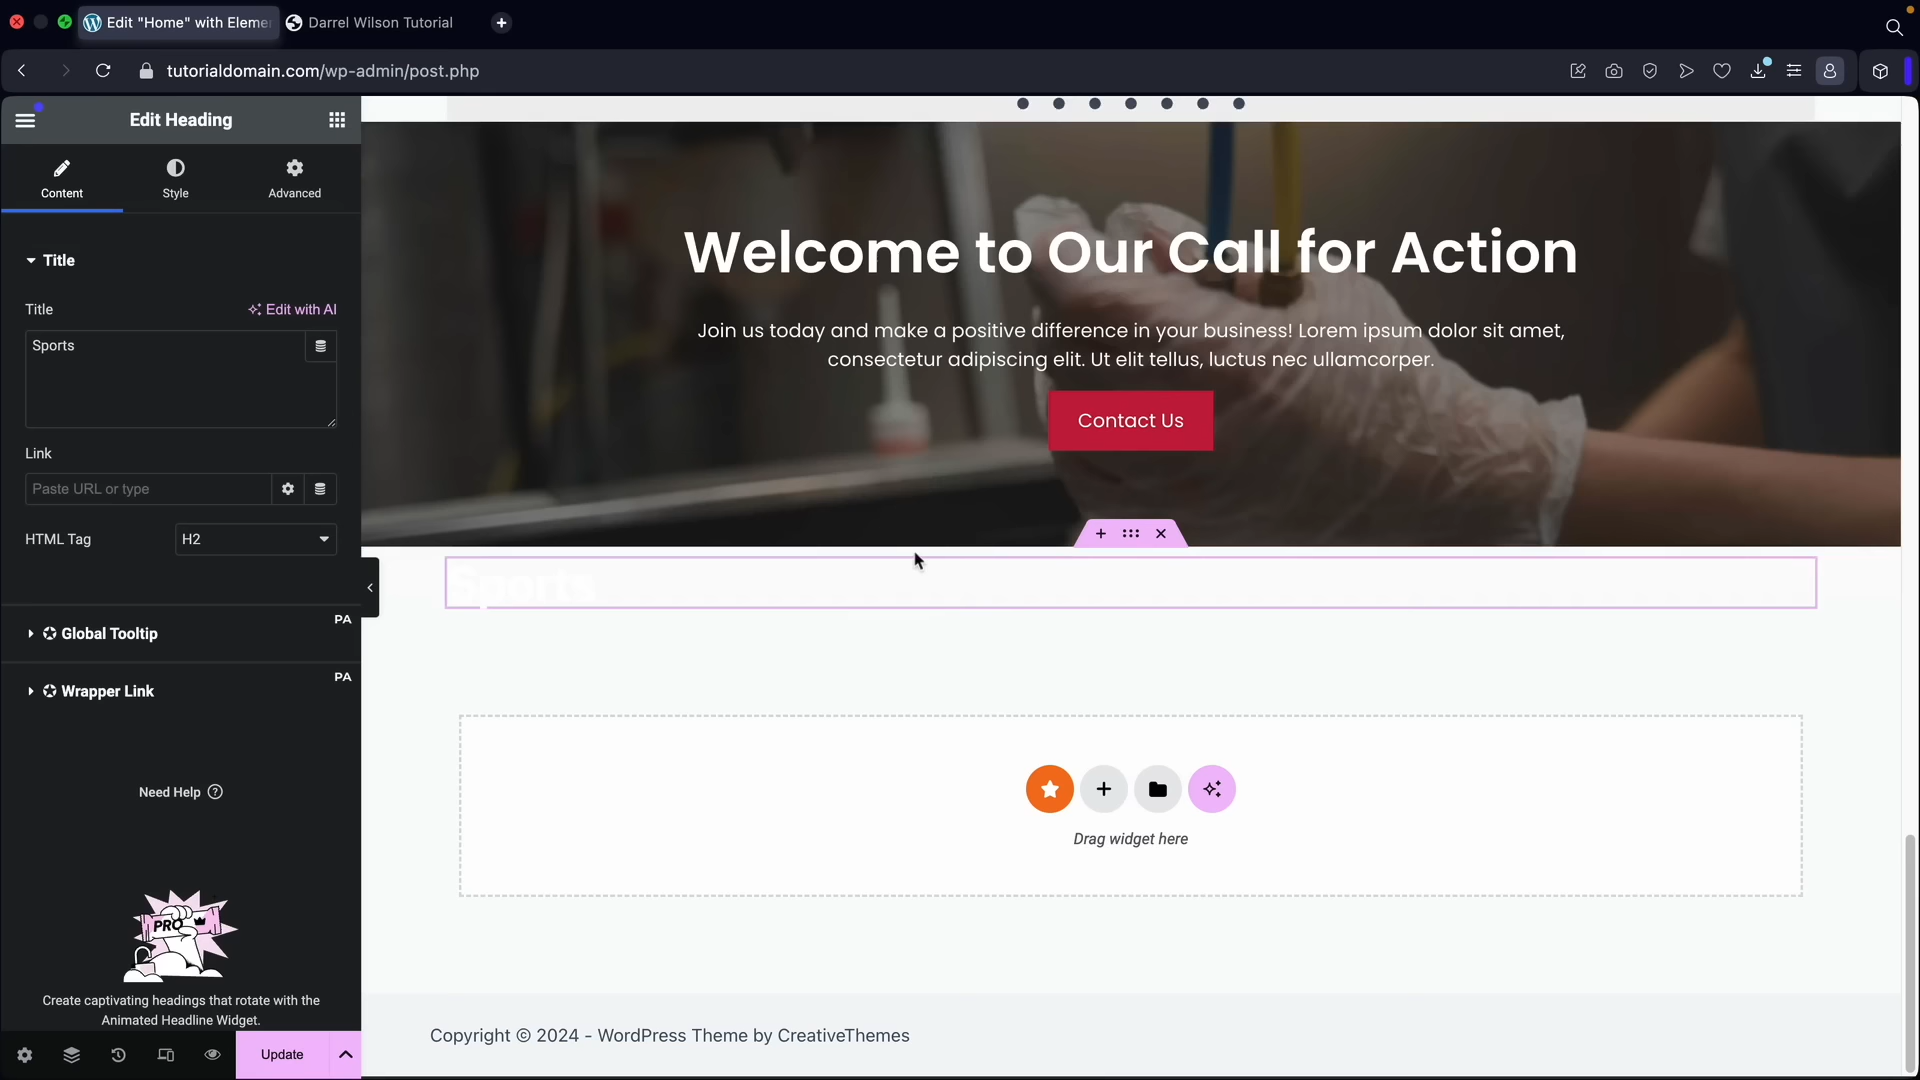 Edit "Home" with Eleme
Darrel Wilson Tutorial
tutorialdomain.com/wp-admin/post.php
Edit Heading
Content
Style
Advanced
Title
Title
Edit with AI
Sports
Link
Paste URL or type
HTML Tag
H2
PA
Global Tooltip
PA
Wrapper Link
Need Help
PRO
Create captivating headings that rotate with the
Animated Headline Widget.
Update
Welcome to Our Call for Action
Join us today and make a positive difference in your business! Lorem ipsum dolor sit amet,
consectetur adipiscing elit. Ut elit tellus, luctus nec ullamcorper.
Contact Us
Sports
Drag widget here
Copyright © 2024 - WordPress Theme by CreativeThemes